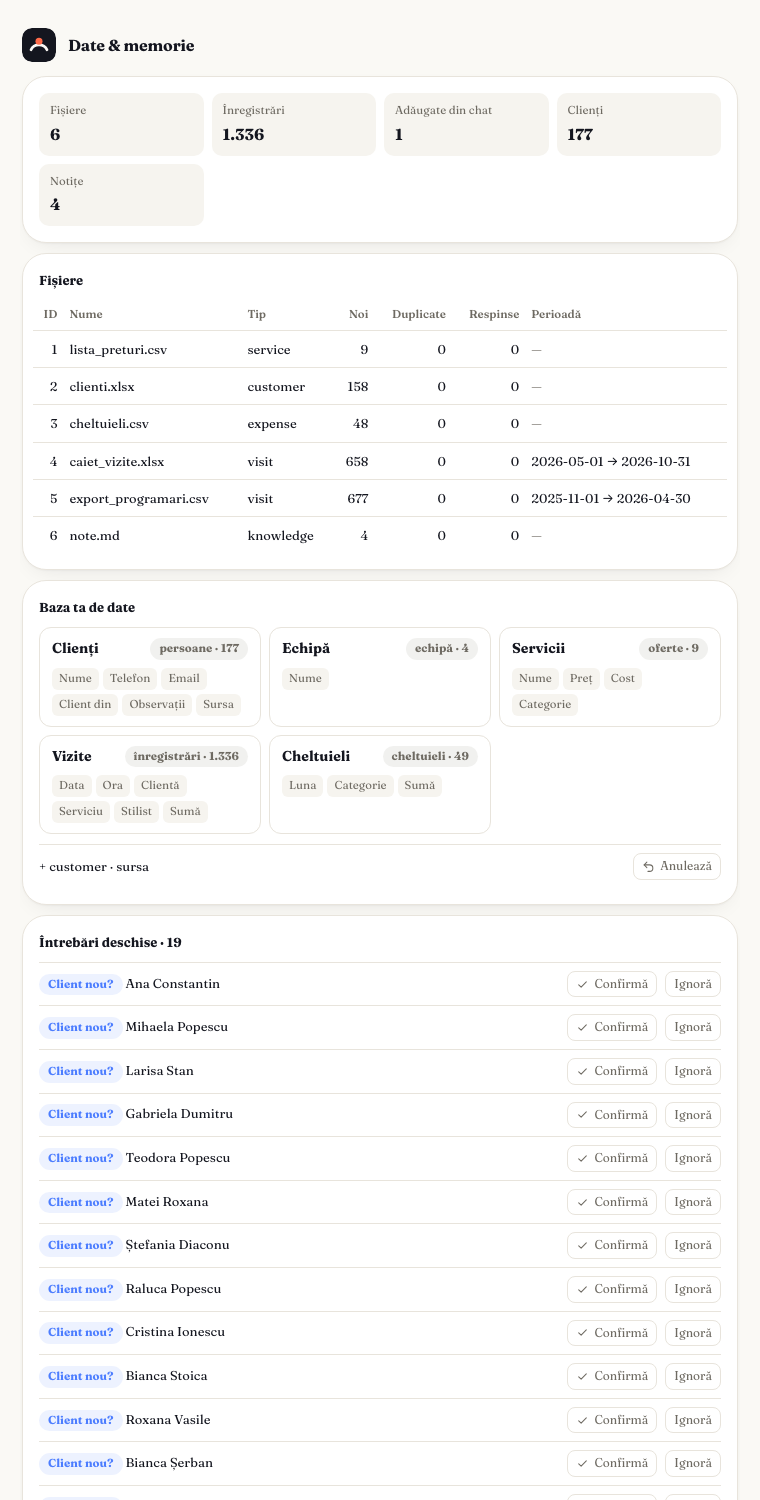 Date & memorie
Fișiere
6
Înregistrări
1.336
Adăugate din chat
1
Clienți
177
Notițe
4
Fișiere
ID Nume Tip Noi Duplicate Respinse Perioadă
1 lista_preturi.csv service 9 0 0 —
2 clienti.xlsx customer 158 0 0 —
3 cheltuieli.csv expense 48 0 0 —
4 caiet_vizite.xlsx visit 658 0 0 2026-05-01 → 2026-10-31
5 export_programari.csv visit 677 0 0 2025-11-01 → 2026-04-30
6 note.md knowledge 4 0 0 —
Baza ta de date
Clienți persoane · 177
Nume Telefon Email
Client din Observații Sursa
Echipă echipă · 4
Nume
Servicii oferte · 9
Nume Preț Cost
Categorie
Vizite înregistrări · 1.336
Data Ora Clientă
Serviciu Stilist Sumă
Cheltuieli cheltuieli · 49
Luna Categorie Sumă
+ customer · sursa Anulează
Întrebări deschise · 19
Client nou? Ana Constantin Confirmă Ignoră
Client nou? Mihaela Popescu Confirmă Ignoră
Client nou? Larisa Stan Confirmă Ignoră
Client nou? Gabriela Dumitru Confirmă Ignoră
Client nou? Teodora Popescu Confirmă Ignoră
Client nou? Matei Roxana Confirmă Ignoră
Client nou? Ștefania Diaconu Confirmă Ignoră
Client nou? Raluca Popescu Confirmă Ignoră
Client nou? Cristina Ionescu Confirmă Ignoră
Client nou? Bianca Stoica Confirmă Ignoră
Client nou? Roxana Vasile Confirmă Ignoră
Client nou? Bianca Șerban Confirmă Ignoră